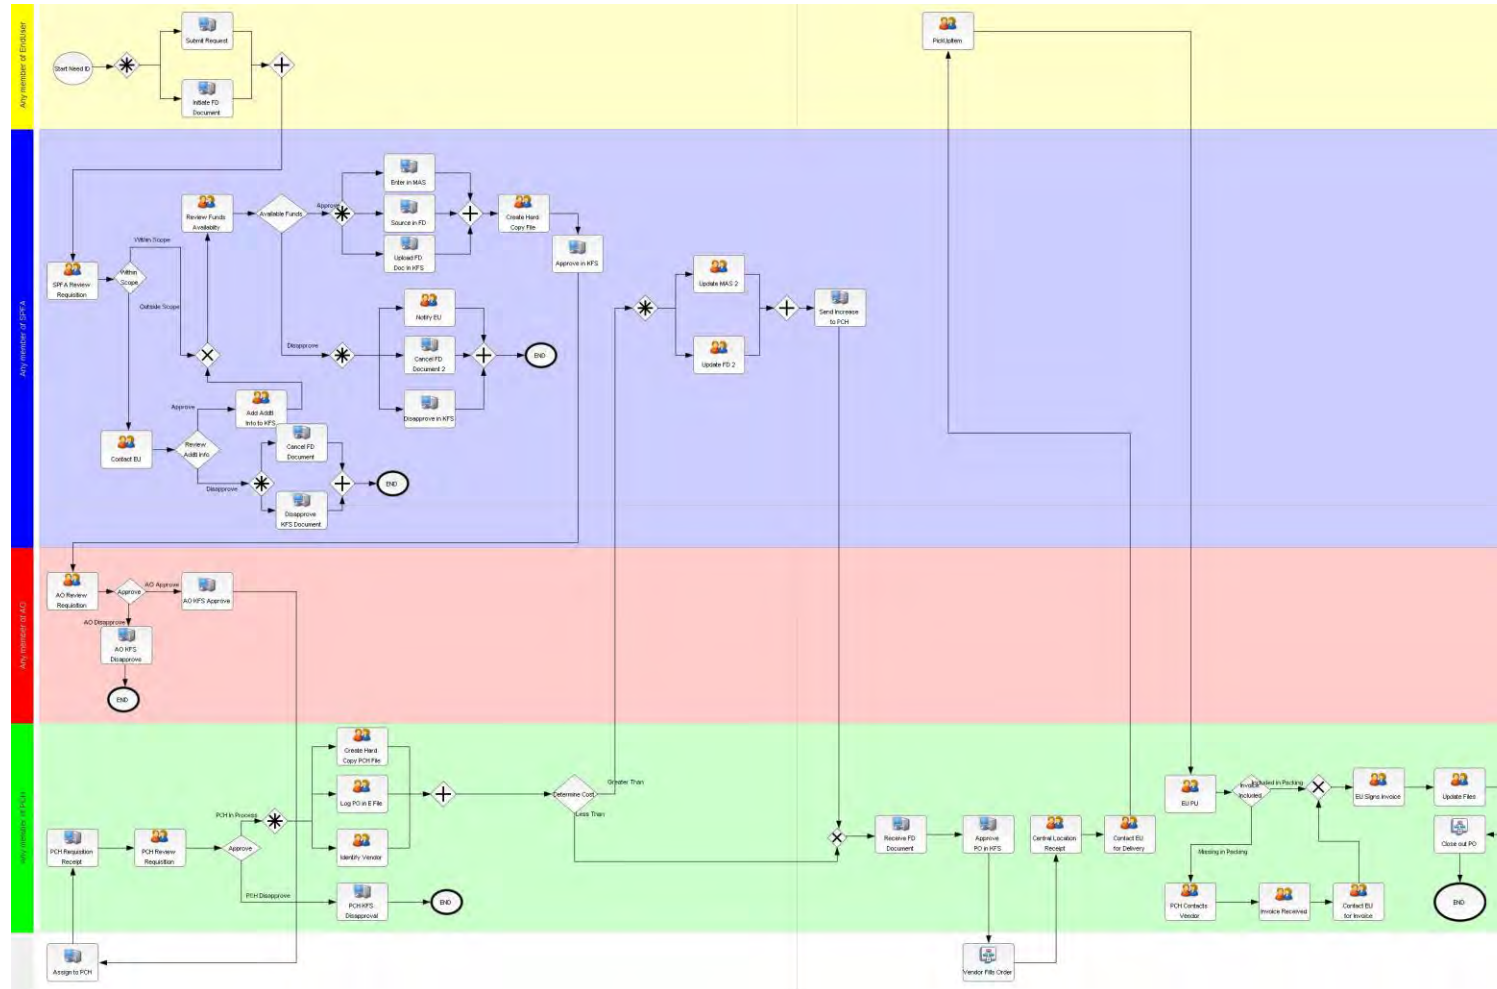 Any member of Enduser
Start Need ID
Submit Request
Initiate FD
Document
PickUpItem
Any member of SPFA
SPFA Review
Requisition
Within
Scope
Within Scope
Outside Scope
Review Funds
Availablity
Available Funds
Approve
Enter in MAS
Source in FD
Upload FD
Doc in KFS
Create Hard
Copy File
Approve in KFS
Disapprove
Notify EU
Cancel FD
Document 2
Disapprove in KFS
END
Contact EU
Review
Addtl Info
Approve
Add Addtl
Info to KFS
Disapprove
Cancel FD
Document
Disapprove
KFS Document
END
Update MAS 2
Update FD 2
Send Increase
to PCH
Any member of AO
AO Review
Requisition
Approve
AO Approve
AO KFS Approve
AO Disapprove
AO KFS
Disapprove
END
Any member of PCH
PCH Requisition
Receipt
PCH Review
Requisition
Approve
PCH In Process
Create Hard
Copy PCH File
Log PO in E File
Identify Vendor
PCH Disapprove
PCH KFS
Disapproval
END
Determine Cost
Greater Than
Less Than
Receive FD
Document
Approve
PO in KFS
Central Location
Receipt
Contact EU
for Delivery
EU PU
Invoice
Included
Included in Packing
Missing in Packing
PCH Contacts
Vendor
Invoice Received
Contact EU
for Invoice
EU Signs Invoice
Update Files
Close out PO
END
Assign to PCH
Vendor Fills Order